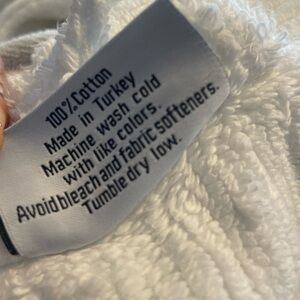 100% Cotton
Made in Turkey
Machine wash cold
with like colors.
Avoid bleach and fabric softeners.
Tumble dry low.